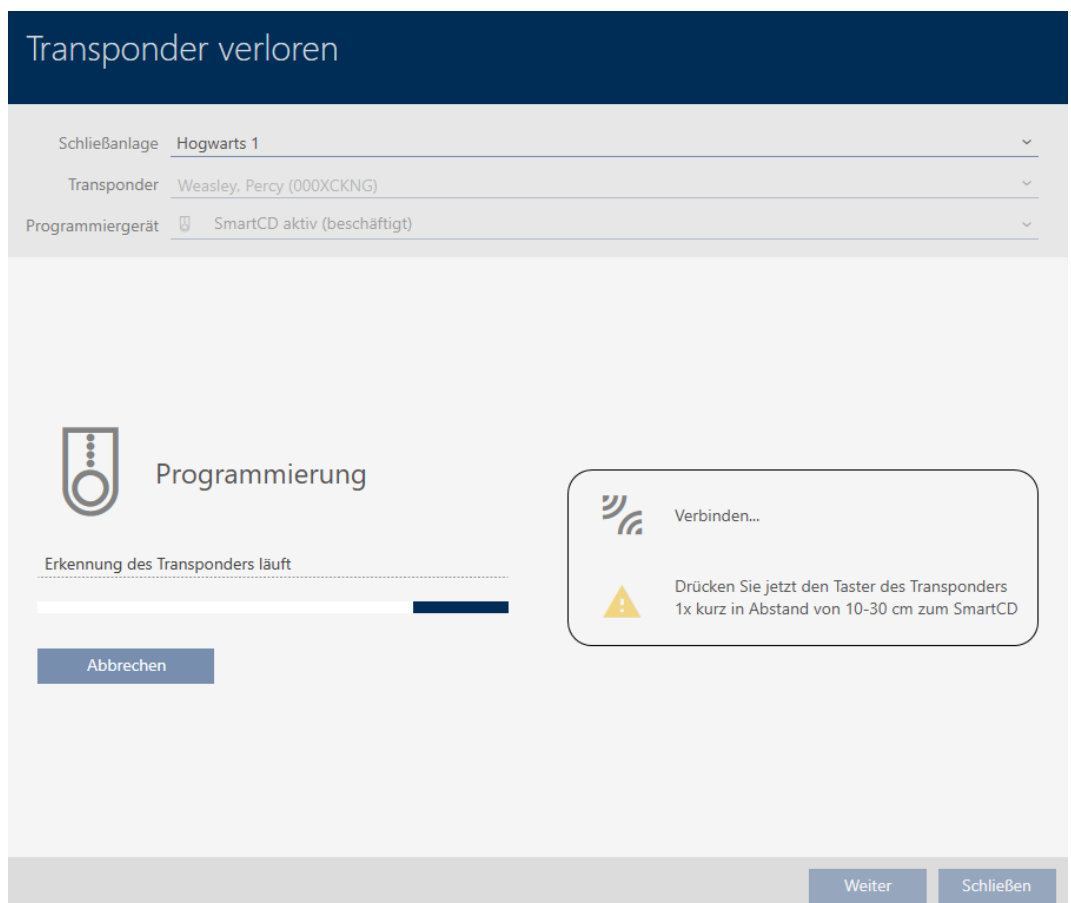 Transponder verloren
Schließanlage Hogwarts 1
Transponder Weasley, Percy (000XCKNG)
Programmiergerät SmartCD aktiv (beschäftigt)
Programmierung
Erkennung des Transponders läuft
Abbrechen
Verbinden...
Drücken Sie jetzt den Taster des Transponders
1x kurz in Abstand von 10-30 cm zum SmartCD
Weiter Schließen